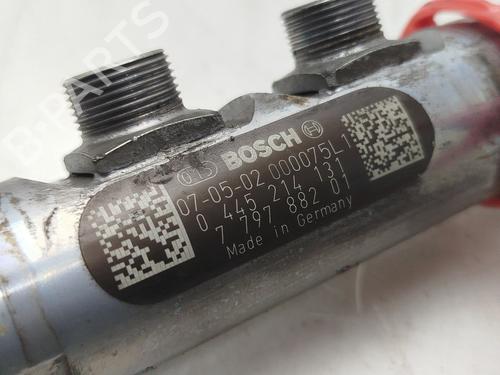 B-PARTS
BOSCH
07-05-02 000075L1
0 445 214 131
7 797 882 01
Made in Germany